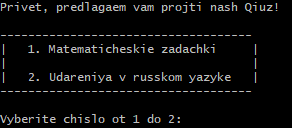 Privet, predlagaem vam projti nash Qiuz!
-----------------------------------
|   1. Matematicheskie zadachki     |
|                                   |
|   2. Udareniya v russkom yazyke   |
-----------------------------------
Vyberite chislo ot 1 do 2: